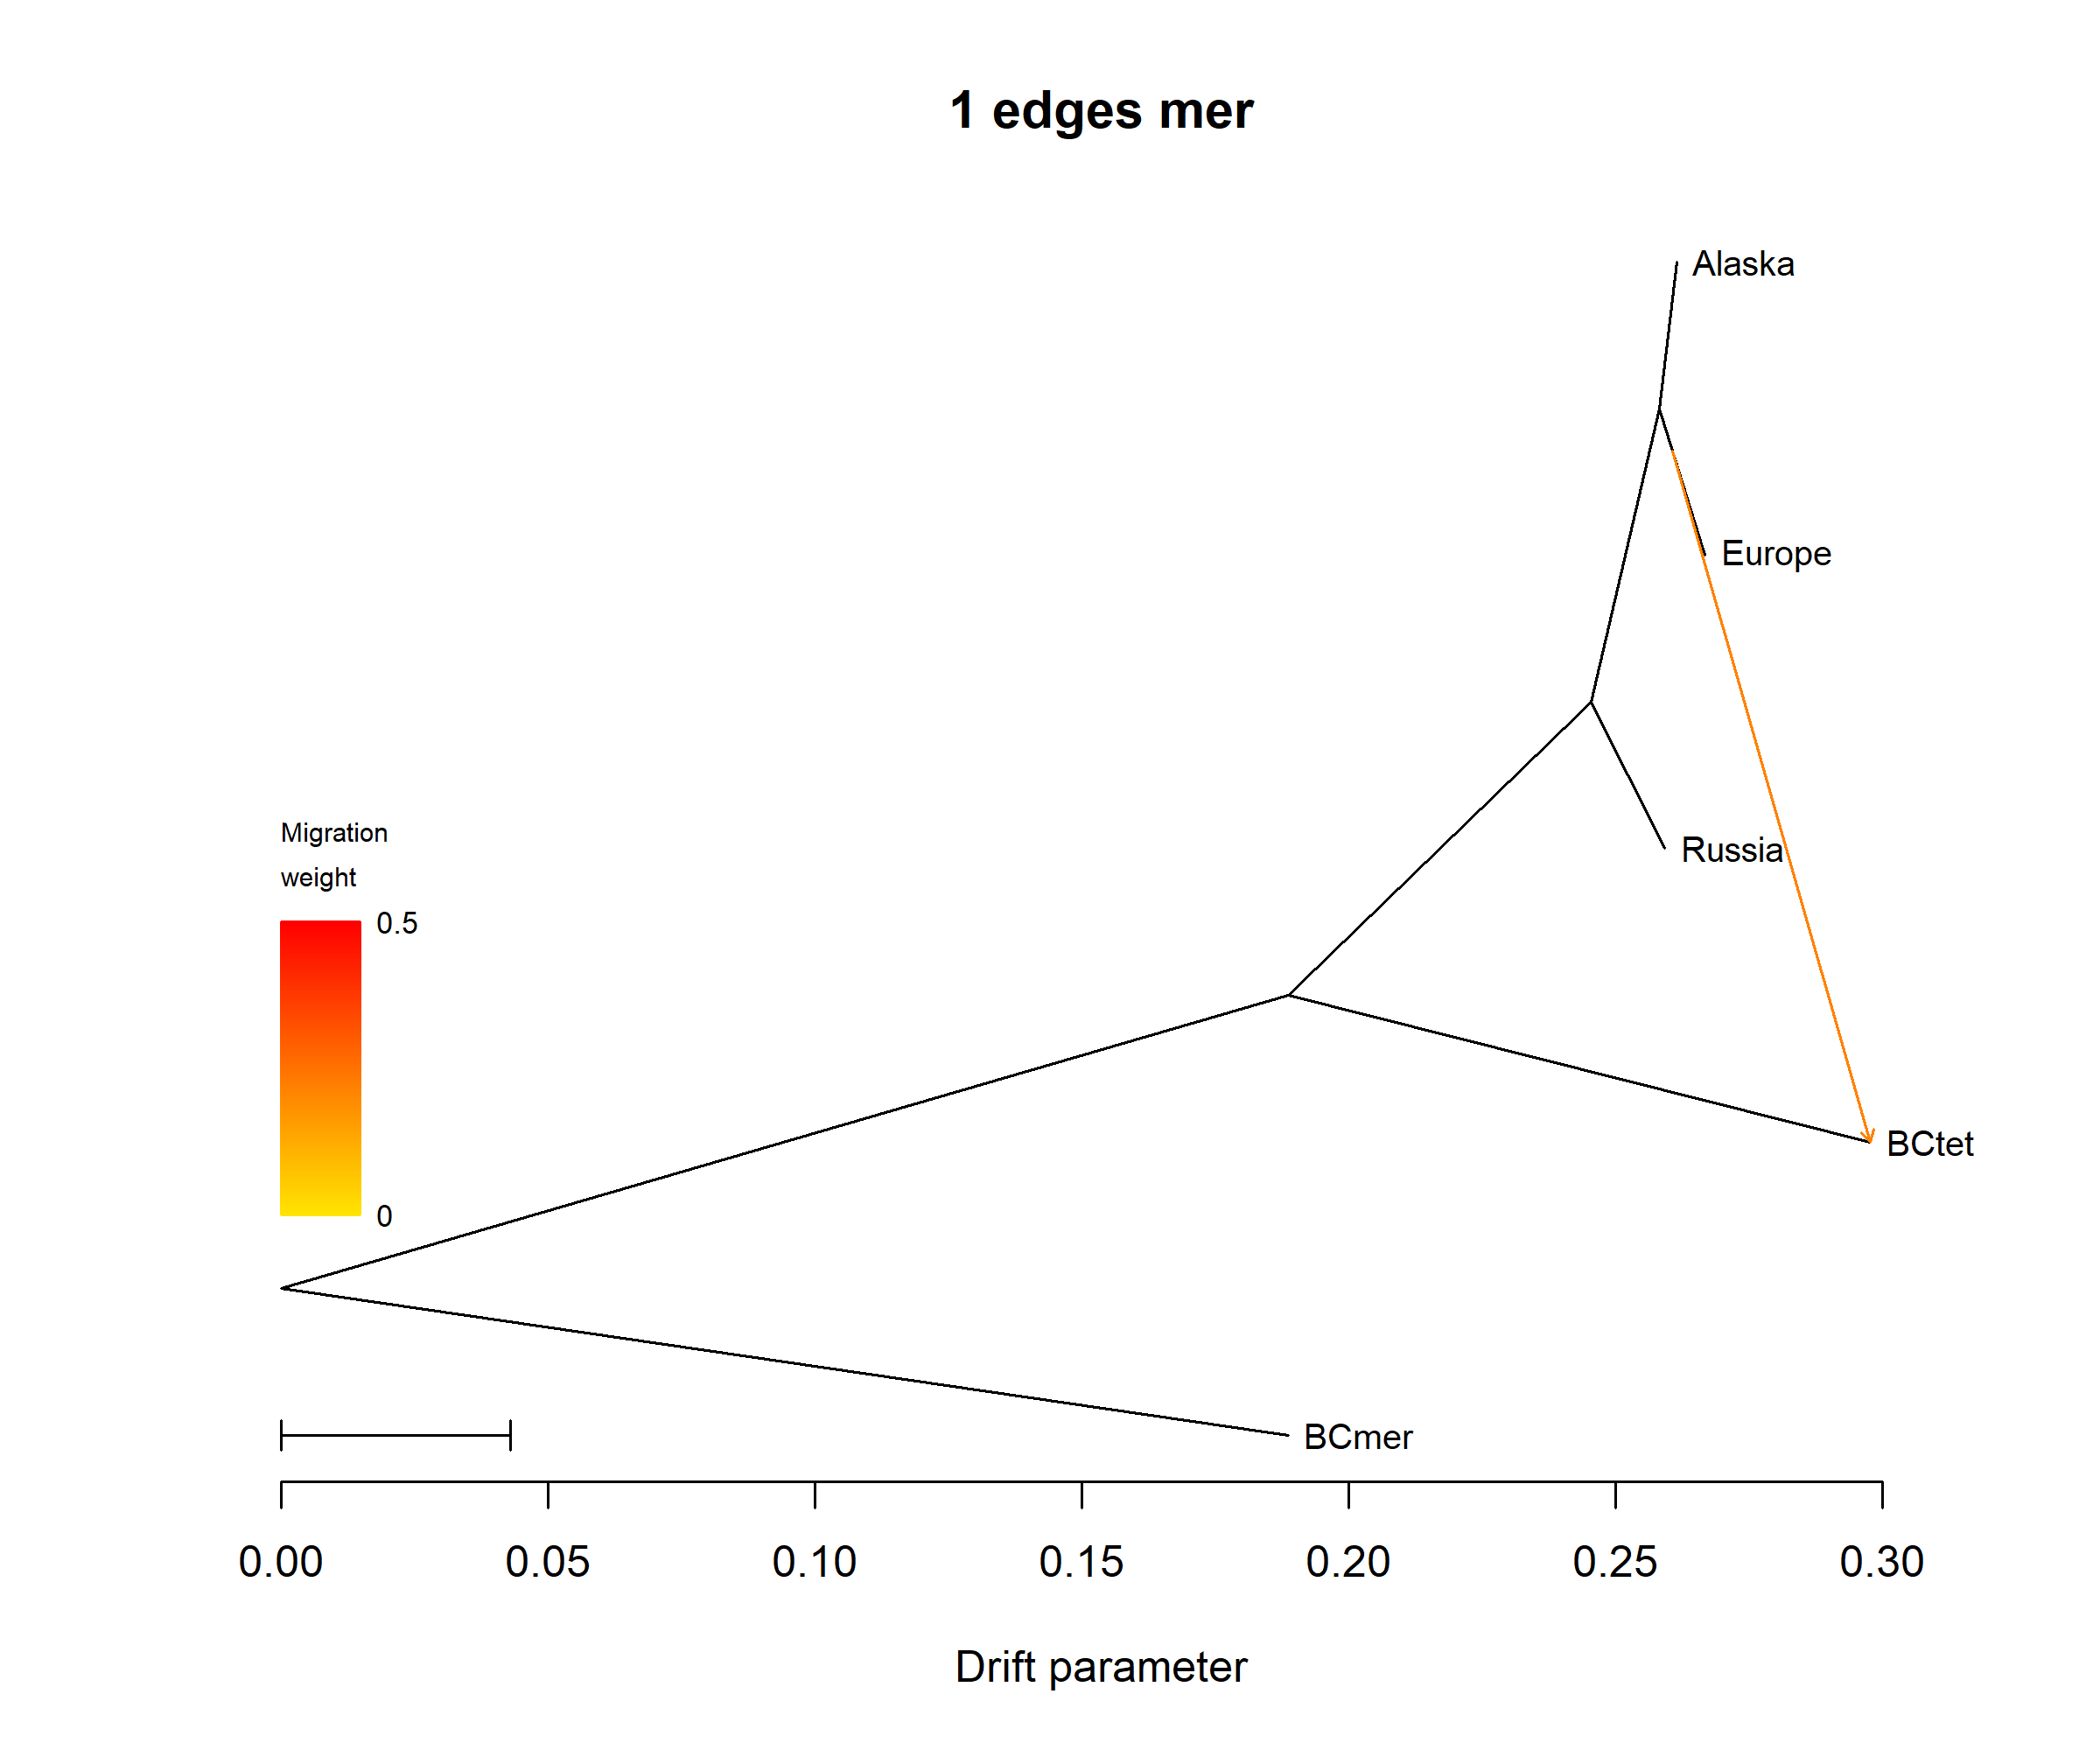 1 edges mer
Alaska
Europe
Russia
Migration
weight
0.5
0
BCtet
BCmer
0.00 0.05 0.10 0.15 0.20 0.25 0.30
Drift parameter